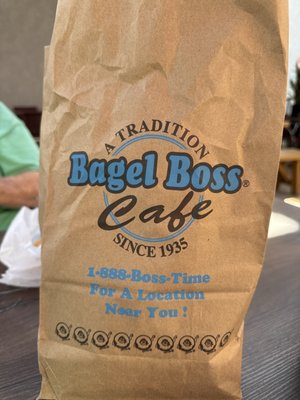 A TRADITION
Bagel Boss®
Cafe
SINCE 1935
1-888-Boss-Time
For A Location
Near You !